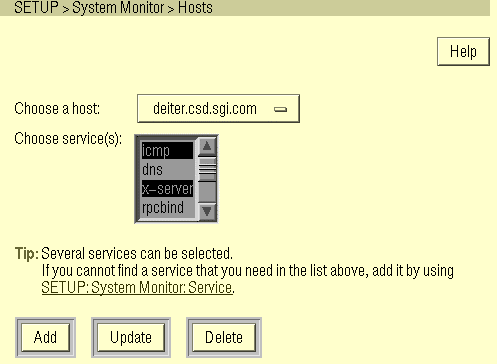 SETUP > System Monitor > Hosts
Help
Choose a host: deiter.csd.sgi.com
Choose service(s):
icmp
dns
x-server
rpcbind
Tip: Several services can be selected.
If you cannot find a service that you need in the list above, add it by using
SETUP: System Monitor: Service.
Add Update Delete